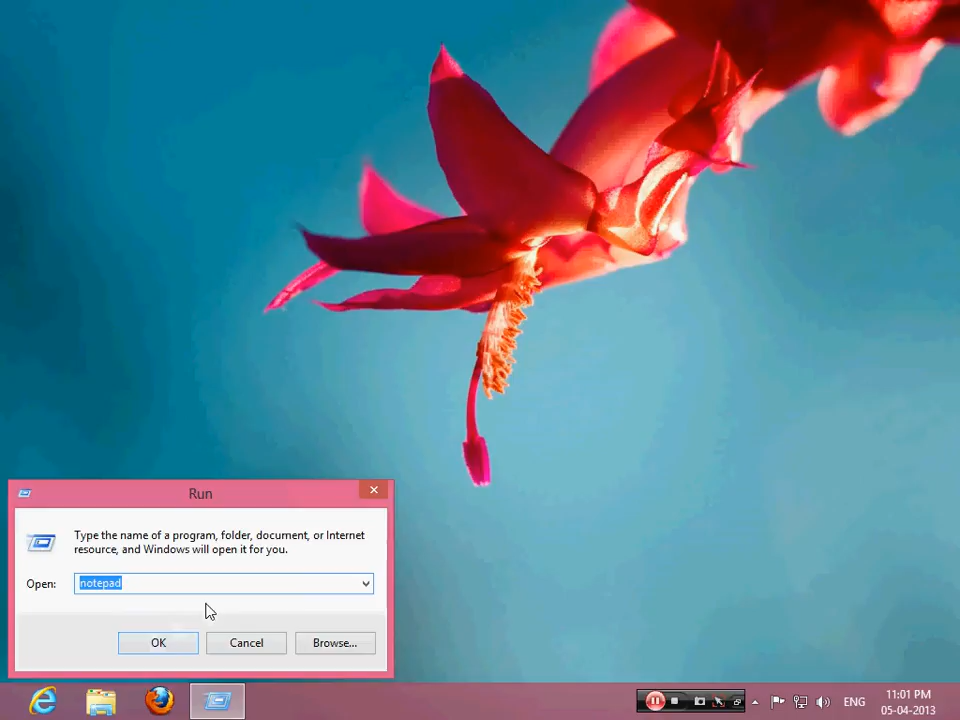 Run
Type the name of a program, folder, document, or Internet
resource, and Windows will open it for you.
Open:
notepad
OK
Cancel
Browse...
ENG
11:01 PM
05-04-2013